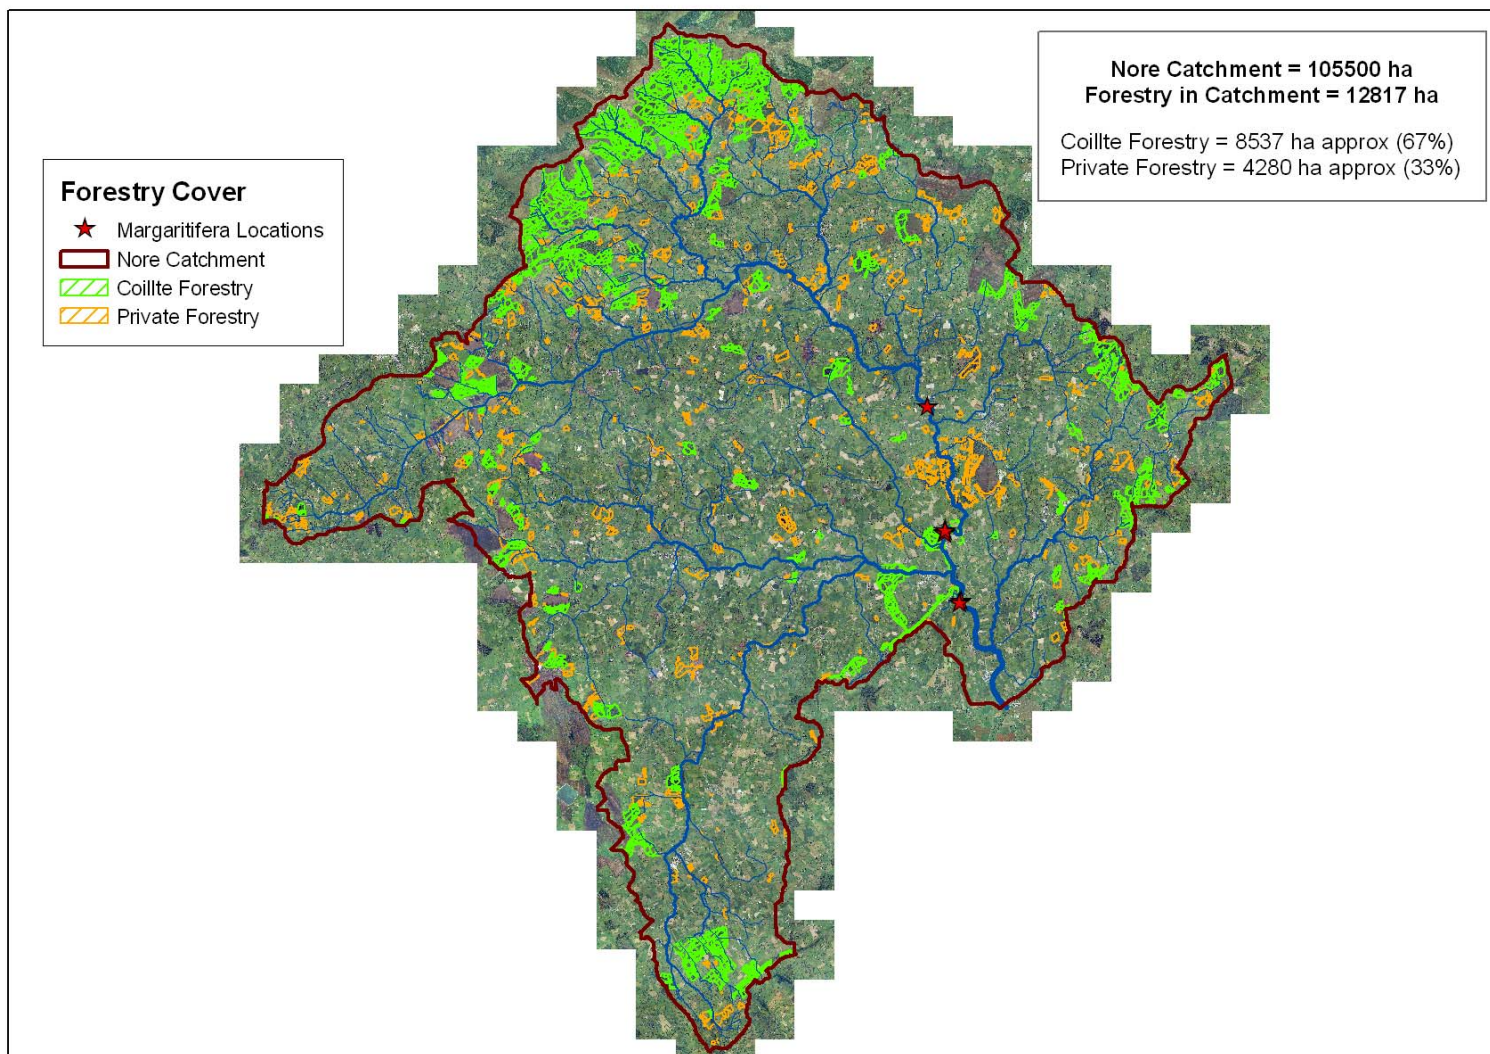 Nore Catchment = 105500 ha
Forestry in Catchment = 12817 ha
Coillte Forestry = 8537 ha approx (67%)
Private Forestry = 4280 ha approx (33%)
Forestry Cover
Margaritifera Locations
Nore Catchment
Coillte Forestry
Private Forestry